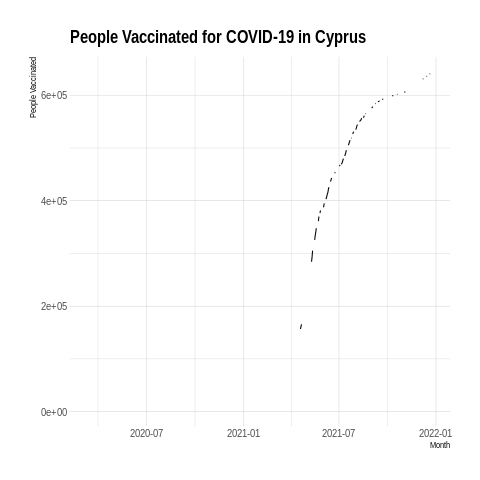 People Vaccinated for COVID-19 in Cyprus
People Vaccinated
6e+05
4e+05
2e+05
0e+00
2020-07 2021-01 2021-07 2022-01
Month